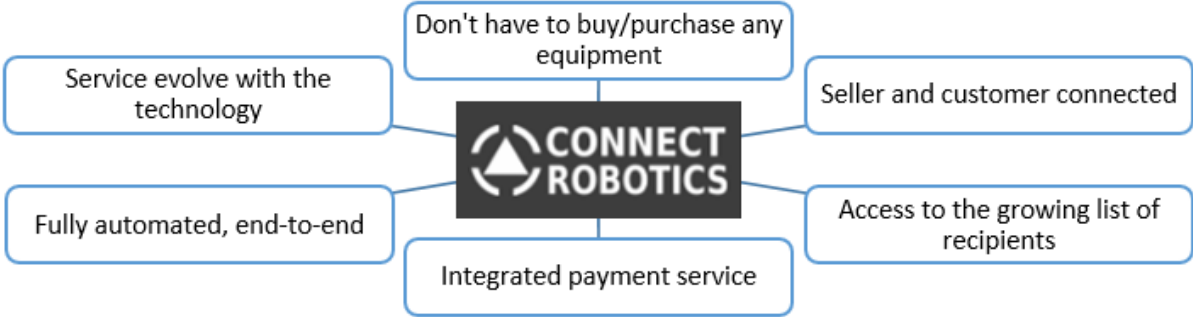 Don't have to buy/purchase any
equipment
Service evolve with the
technology
Seller and customer connected
CONNECT
ROBOTICS
Fully automated, end-to-end
Access to the growing list of
recipients
Integrated payment service